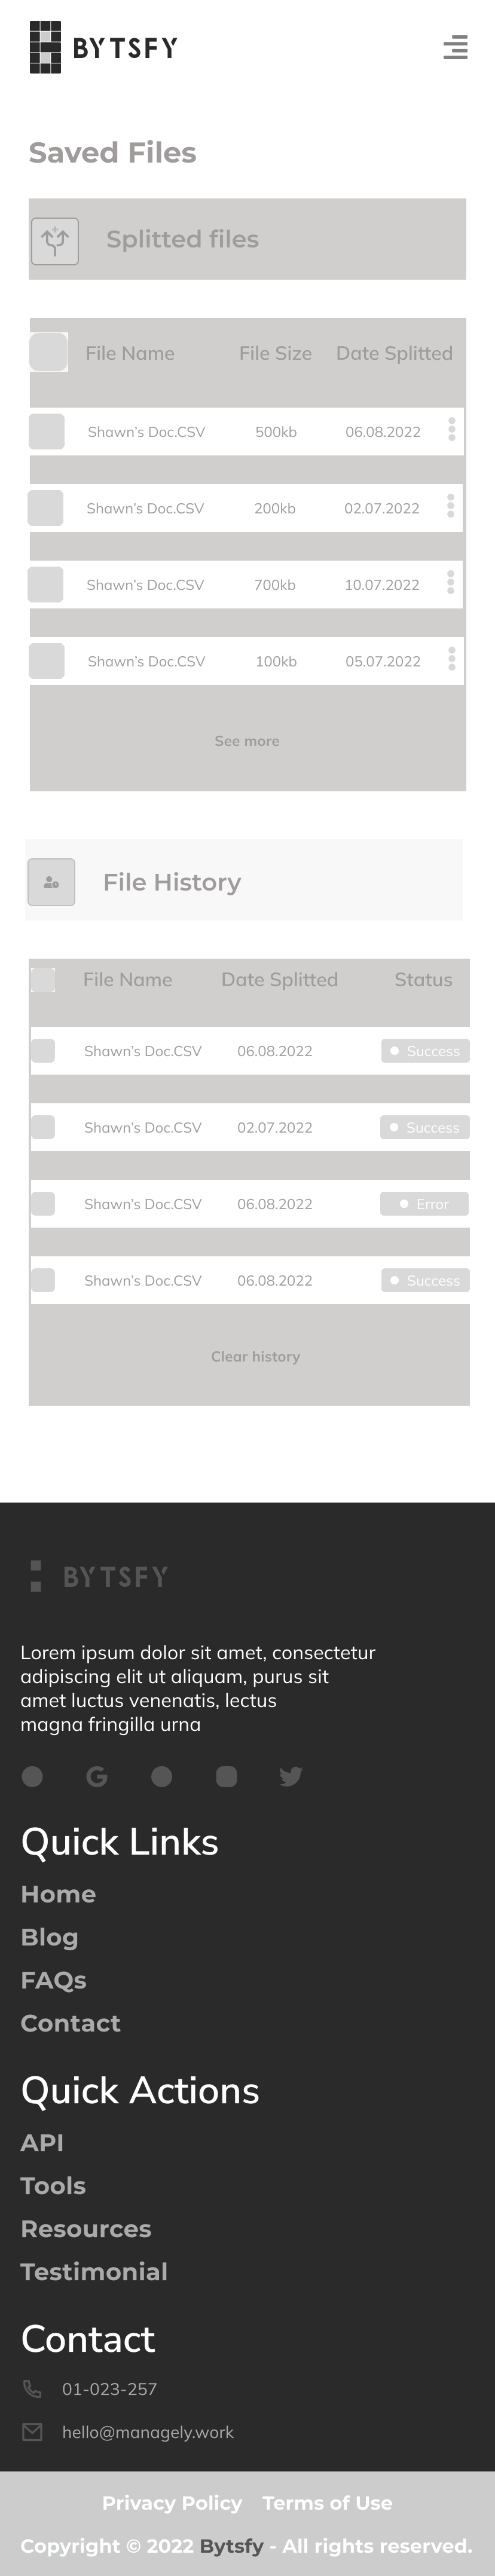 BYTSFY
Saved Files
Splitted files
File Name File Size Date Splitted
Shawn's Doc.CSV 500kb 06.08.2022
Shawn's Doc.CSV 200kb 02.07.2022
Shawn's Doc.CSV 700kb 10.07.2022
Shawn's Doc.CSV 100kb 05.07.2022
See more
File History
File Name Date Splitted Status
Shawn's Doc.CSV 06.08.2022 Success
Shawn's Doc.CSV 02.07.2022 Success
Shawn's Doc.CSV 06.08.2022 Error
Shawn's Doc.CSV 06.08.2022 Success
Clear history
BYTSFY
Lorem ipsum dolor sit amet, consectetur
adipiscing elit ut aliquam, purus sit
amet luctus venenatis, lectus
magna fringilla urna
Quick Links
Home
Blog
FAQs
Contact
Quick Actions
API
Tools
Resources
Testimonial
Contact
01-023-257
hello@managely.work
Privacy Policy Terms of Use
Copyright © 2022 Bytsfy - All rights reserved.